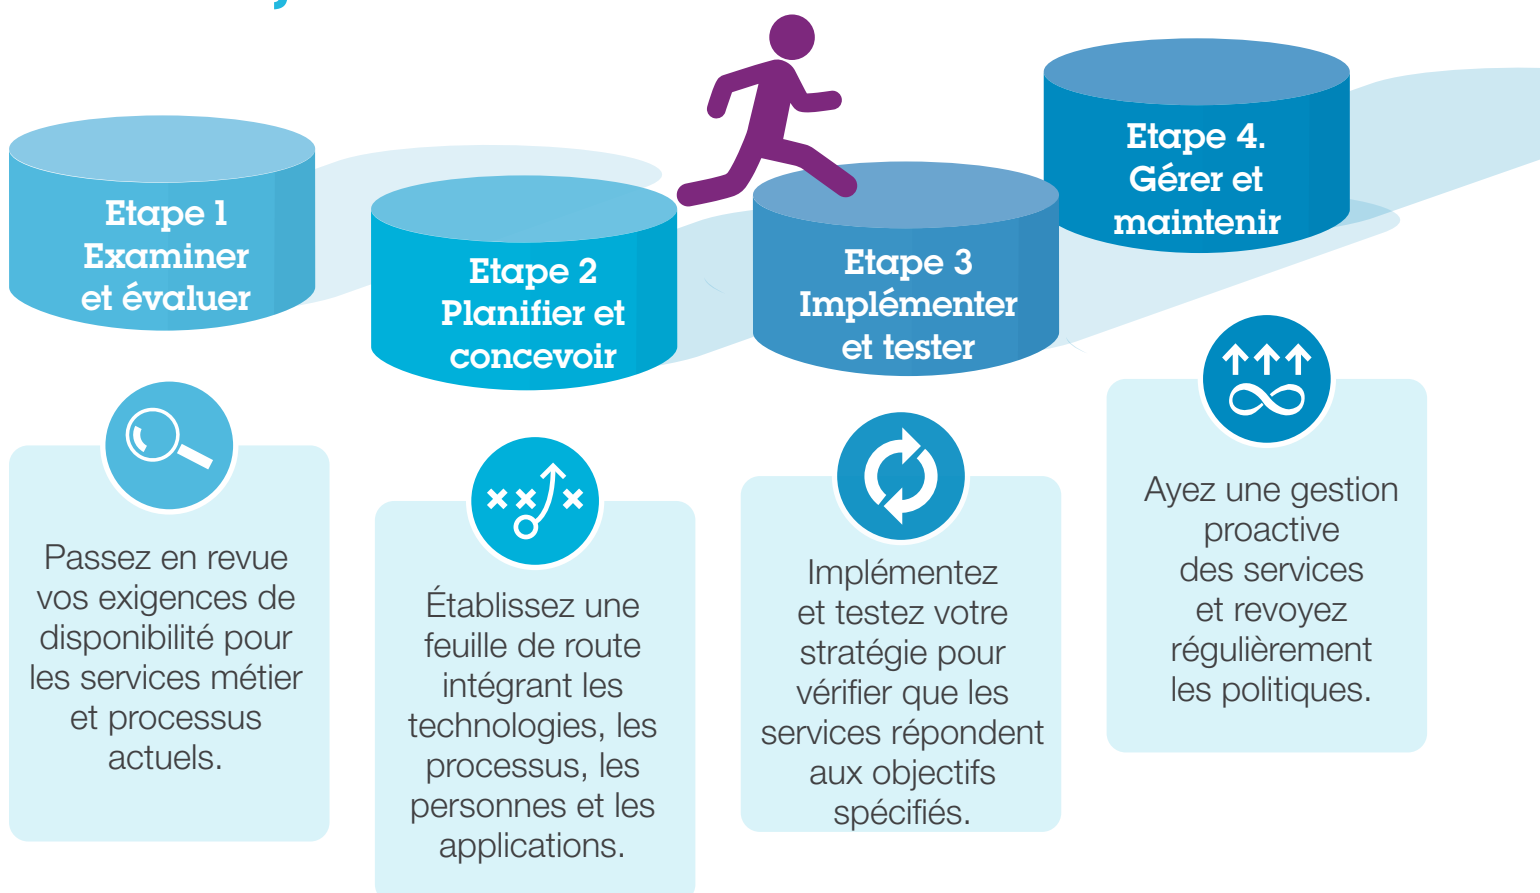 Etape 1
Examiner
et évaluer
Passez en revue
vos exigences de
disponibilité pour
les services métier
et processus
actuels.
Etape 2
Planifier et
concevoir
Établissez une
feuille de route
intégrant les
technologies, les
processus, les
personnes et les
applications.
Etape 3
Implémenter
et tester
Implémentez
et testez votre
stratégie pour
vérifier que les
services répondent
aux objectifs
spécifiés.
Etape 4.
Gérer et
maintenir
Ayez une gestion
proactive
des services
et revoyez
régulièrement
les politiques.